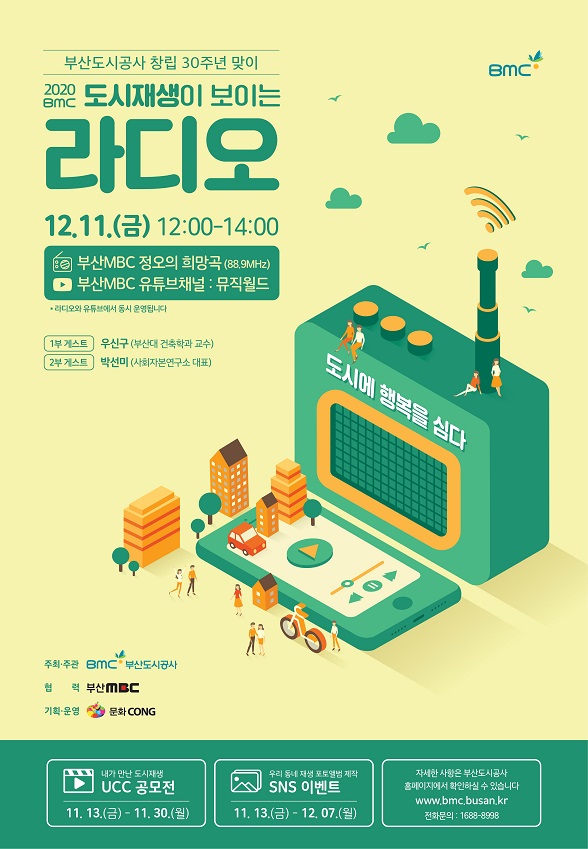 부산도시공사 창립 30주년 맞이
BMC
2020
BMC
도시재생이 보이는
라디오
12.11.(금) 12:00-14:00
부산MBC 정오의 희망곡 (88.9MHz)
부산MBC 유튜브채널 : 뮤직월드
• 라디오와 유튜브에서 동시 운영됩니다
1부 게스트 우신구 (부산대 건축학과 교수)
2부 게스트 박선미 (사회자본연구소 대표)
도시에 행복을 심다
주최·주관 BMC 부산도시공사
협 력 부산MBC
기획·운영 문화CONG
내가 만난 도시재생
UCC 공모전
11. 13.(금) - 11. 30.(월)
우리 동네 재생 포토앨범 제작
SNS 이벤트
11. 13.(금) - 12. 07.(월)
자세한 사항은 부산도시공사
홈페이지에서 확인하실 수 있습니다
www.bmc.busan.kr
전화문의 : 1688-8998